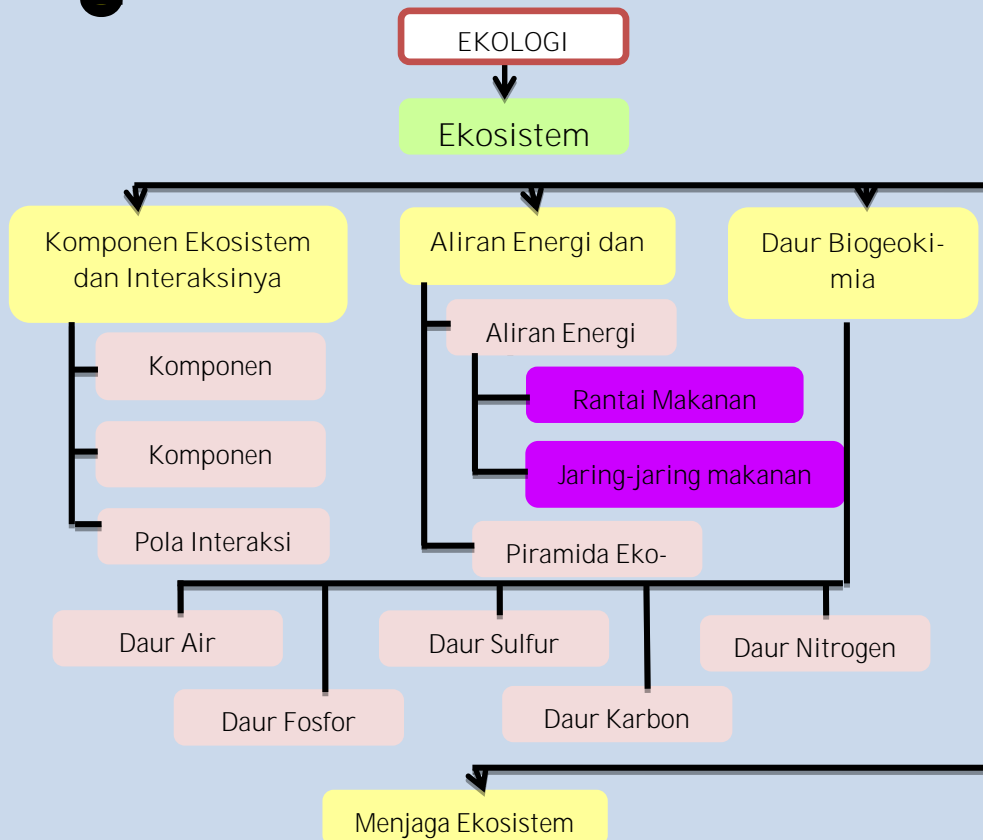 EKOLOGI
Ekosistem
Komponen Ekosistem
dan Interaksinya
Komponen
Komponen
Pola Interaksi
Aliran Energi dan
Aliran Energi
Rantai Makanan
Jaring-jaring makanan
Piramida Eko-
Daur Biogeoki-
mia
Daur Air
Daur Sulfur
Daur Nitrogen
Daur Fosfor
Daur Karbon
Menjaga Ekosistem